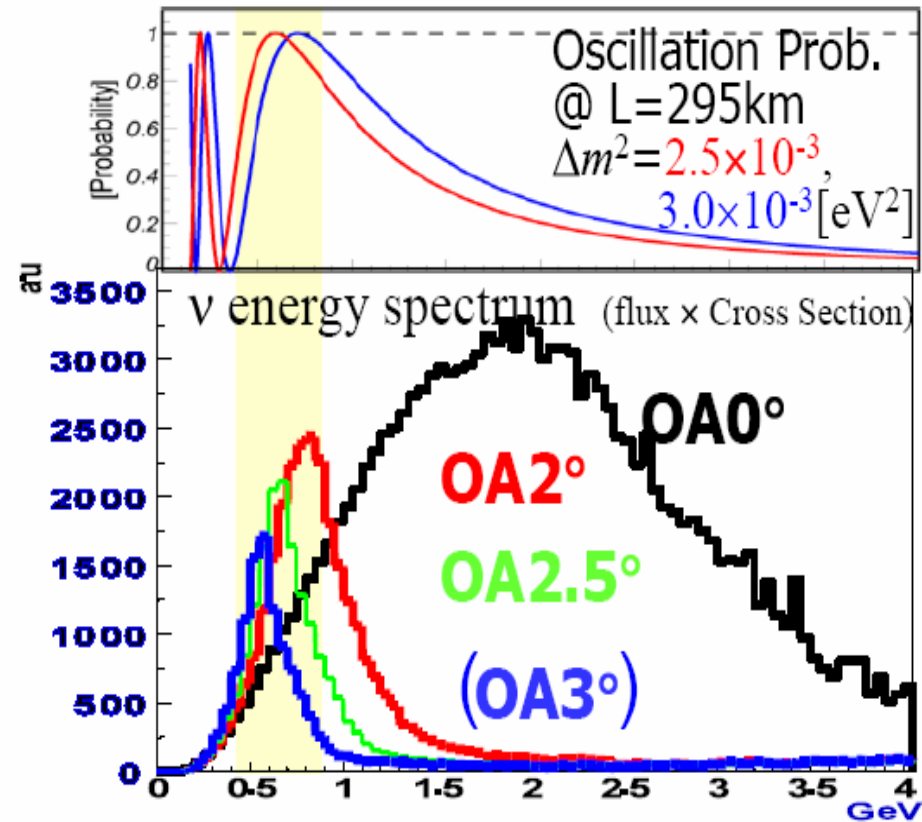 1
0.8
0.6
0.4
0.2
0
[Probability]
Oscillation Prob.
@ L=295km
Δm²=2.5×10⁻³,
3.0×10⁻³[eV²]
a.u
ν energy spectrum (flux × Cross Section)
3500
3000
2500
2000
1500
1000
500
0
OA0°
OA2°
OA2.5°
(OA3°)
0 0.5 1 1.5 2 2.5 3 3.5 4
GeV